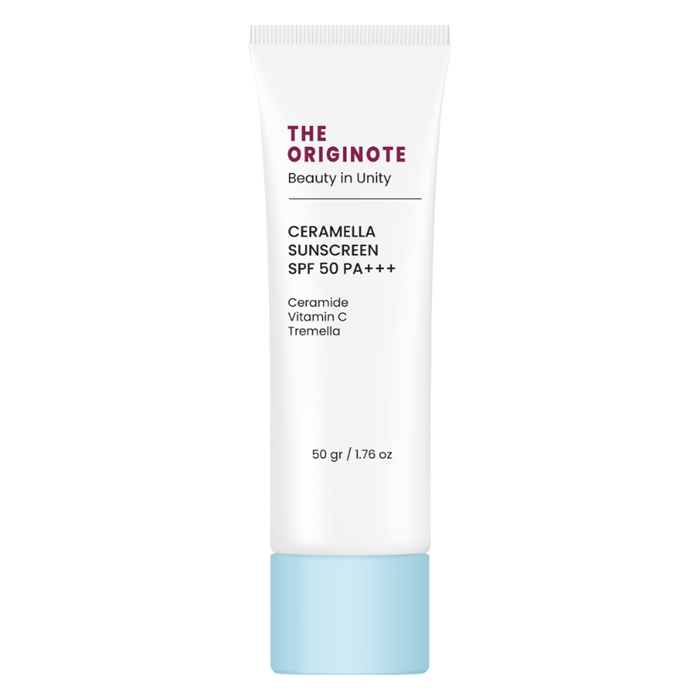 THE
ORIGINOTE
Beauty in Unity
CERAMELLA
SUNSCREEN
SPF 50 PA+++
Ceramide
Vitamin C
Tremella
50 gr / 1.76 oz